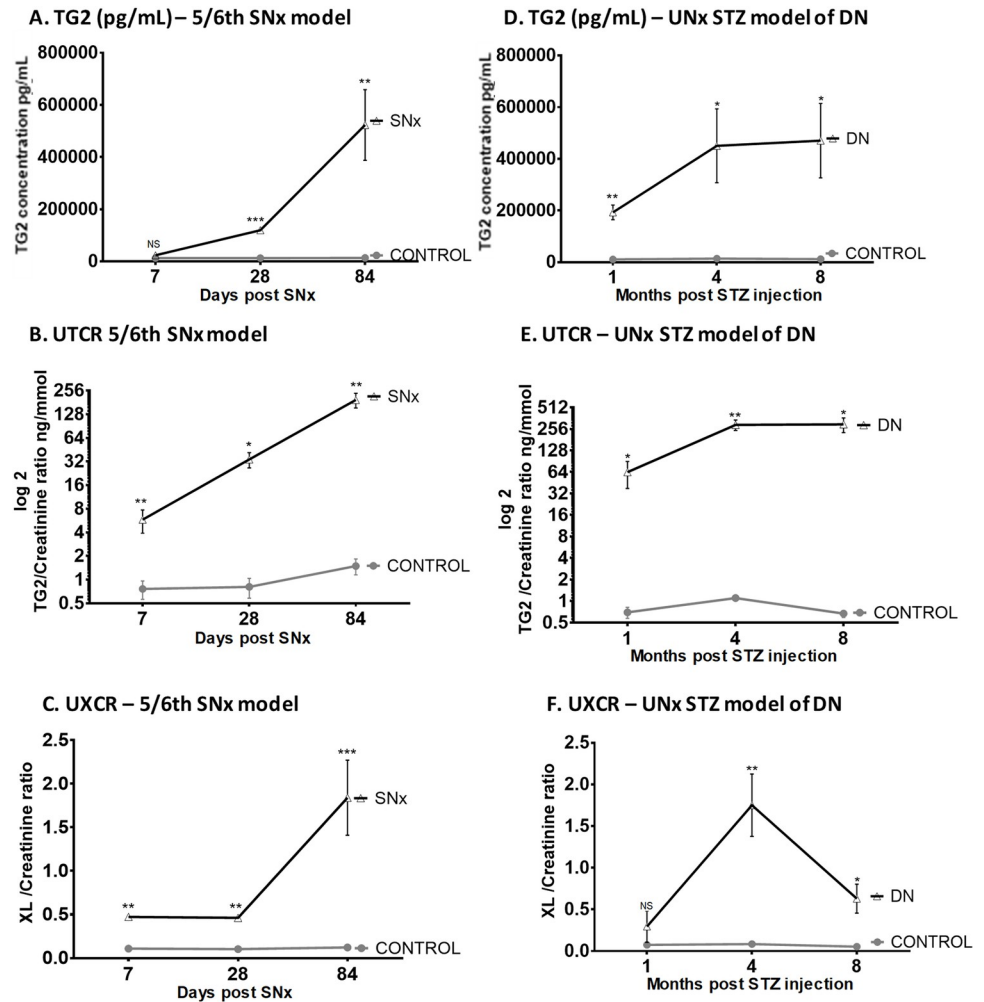 A. TG2 (pg/mL) – 5/6th SNx model
TG2 concentration pg/mL
800000
600000
400000
200000
0
NS
***
**
SNx
CONTROL
7 28 84
Days post SNx
D. TG2 (pg/mL) – UNx STZ model of DN
TG2 concentration pg/mL
800000
600000
400000
200000
0
**
*
*
DN
CONTROL
1 4 8
Months post STZ injection
B. UTCR 5/6th SNx model
log 2
TG2/Creatinine ratio ng/mmol
256
128
64
32
16
8
4
2
1
0.5
**
*
**
SNx
CONTROL
7 28 84
Days post SNx
E. UTCR – UNx STZ model of DN
log 2
TG2 /Creatinine ratio ng/mmol
512
256
128
64
32
16
8
4
2
1
0.5
*
**
*
DN
CONTROL
1 4 8
Months post STZ injection
C. UXCR – 5/6th SNx model
XL /Creatinine ratio
2.5
2.0
1.5
1.0
0.5
0.0
**
**
***
SNx
CONTROL
7 28 84
Days post SNx
F. UXCR – UNx STZ model of DN
XL /Creatinine ratio
2.5
2.0
1.5
1.0
0.5
0.0
NS
**
*
DN
CONTROL
1 4 8
Months post STZ injection